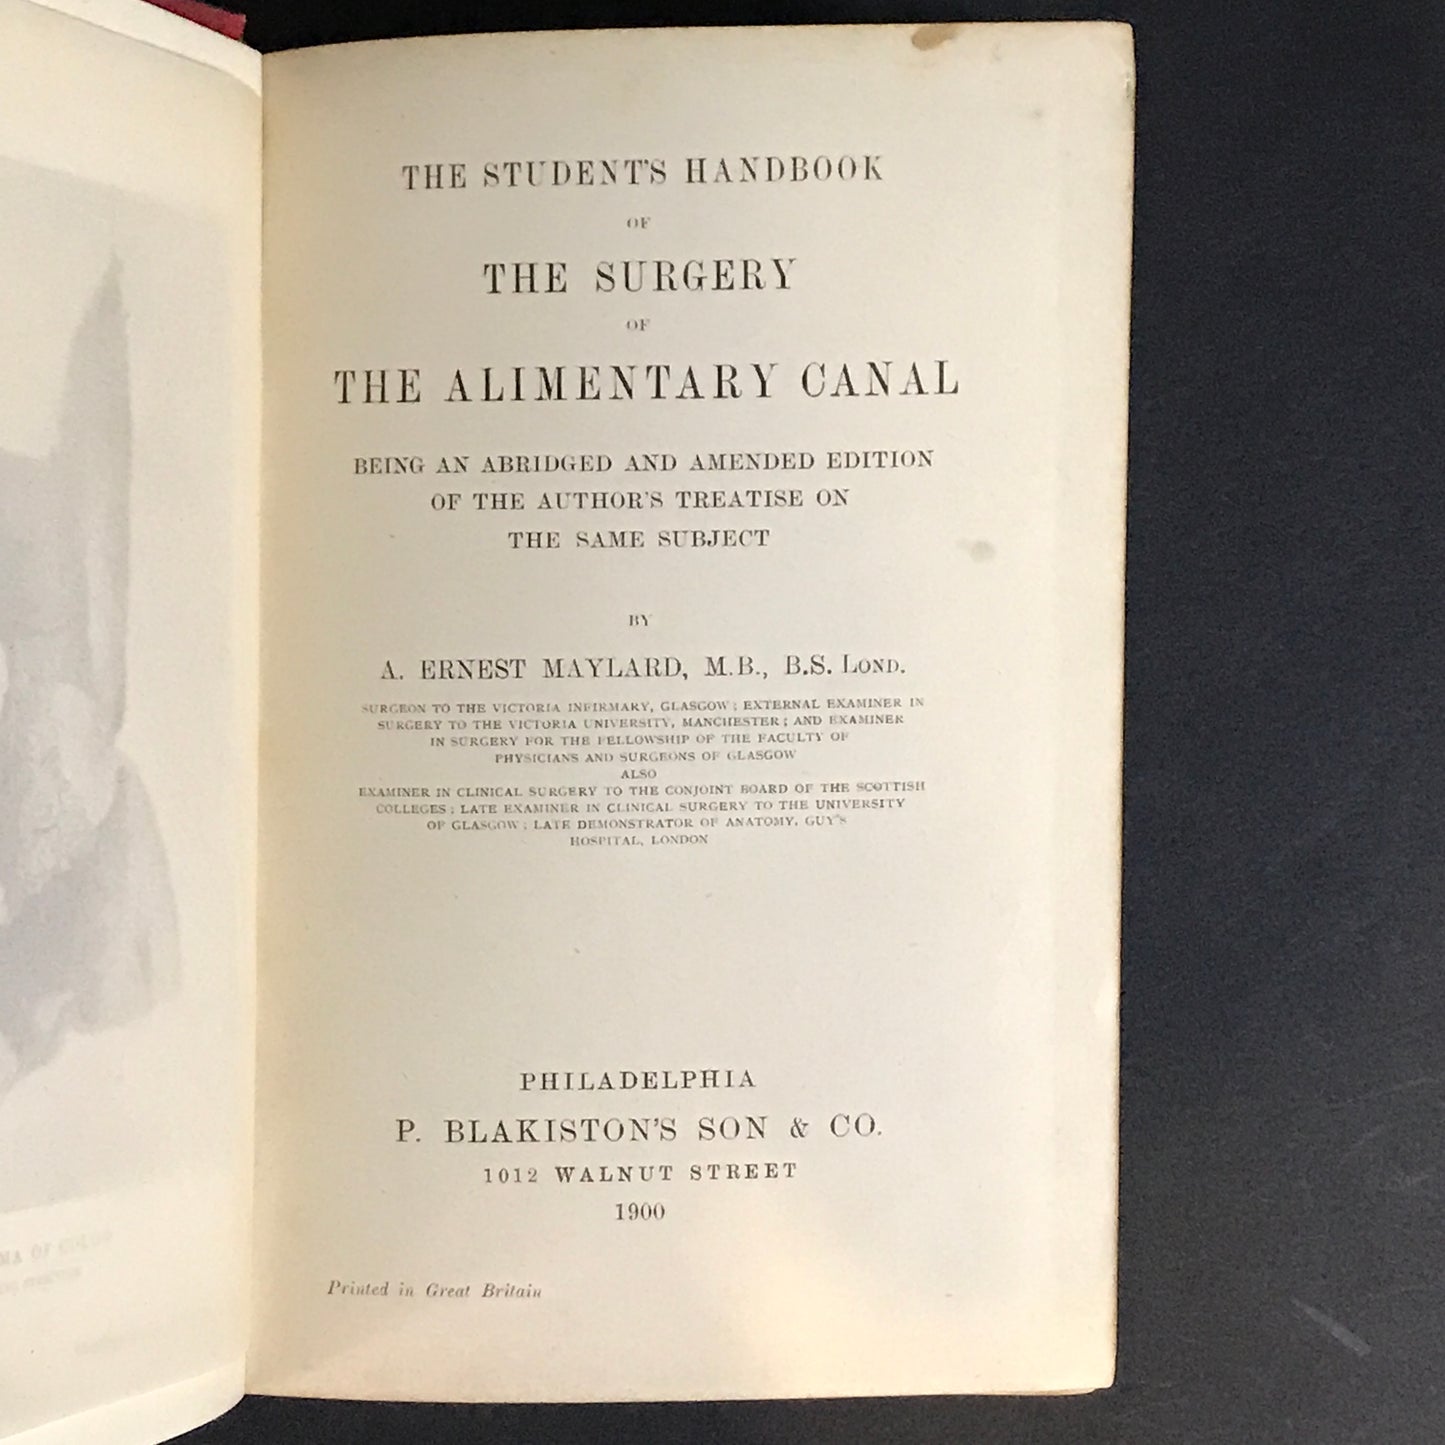 THE STUDENT'S HANDBOOK
OF
THE SURGERY
OF
THE ALIMENTARY CANAL
BEING AN ABRIDGED AND AMENDED EDITION
OF THE AUTHOR'S TREATISE ON
THE SAME SUBJECT
BY
A. ERNEST MAYLARD, M.B., B.S. LOND.
SURGEON TO THE VICTORIA INFIRMARY, GLASGOW; EXTERNAL EXAMINER IN
SURGERY TO THE VICTORIA UNIVERSITY, MANCHESTER; AND EXAMINER
IN SURGERY FOR THE FELLOWSHIP OF THE FACULTY OF
PHYSICIANS AND SURGEONS OF GLASGOW
ALSO
EXAMINER IN CLINICAL SURGERY TO THE CONJOINT BOARD OF THE SCOTTISH
COLLEGES; LATE EXAMINER IN CLINICAL SURGERY TO THE UNIVERSITY
OF GLASGOW; LATE DEMONSTRATOR OF ANATOMY, GUY'S
HOSPITAL, LONDON
PHILADELPHIA
P. BLAKISTON'S SON & CO.
1012 WALNUT STREET
1900
Printed in Great Britain